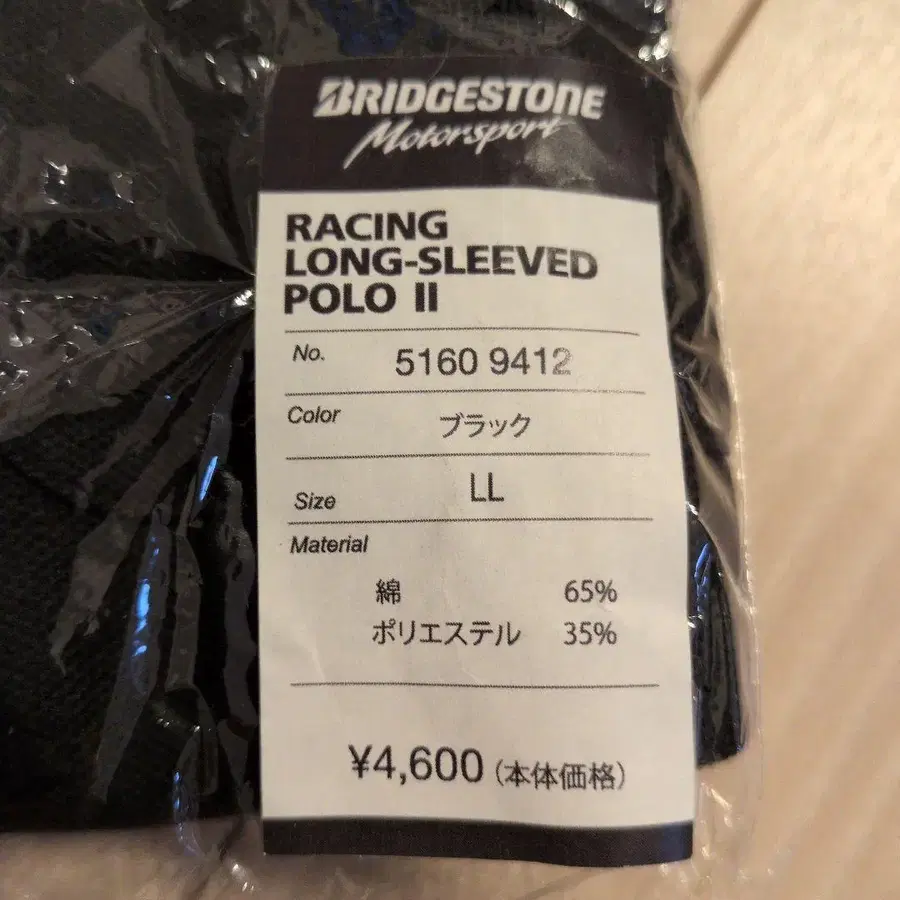 BRIDGESTONE
Motorsport
RACING
LONG-SLEEVED
POLO II
No. 5160 9412
Color ブラック
Size LL
Material
綿 65%
ポリエステル 35%
¥4,600 (本体価格)